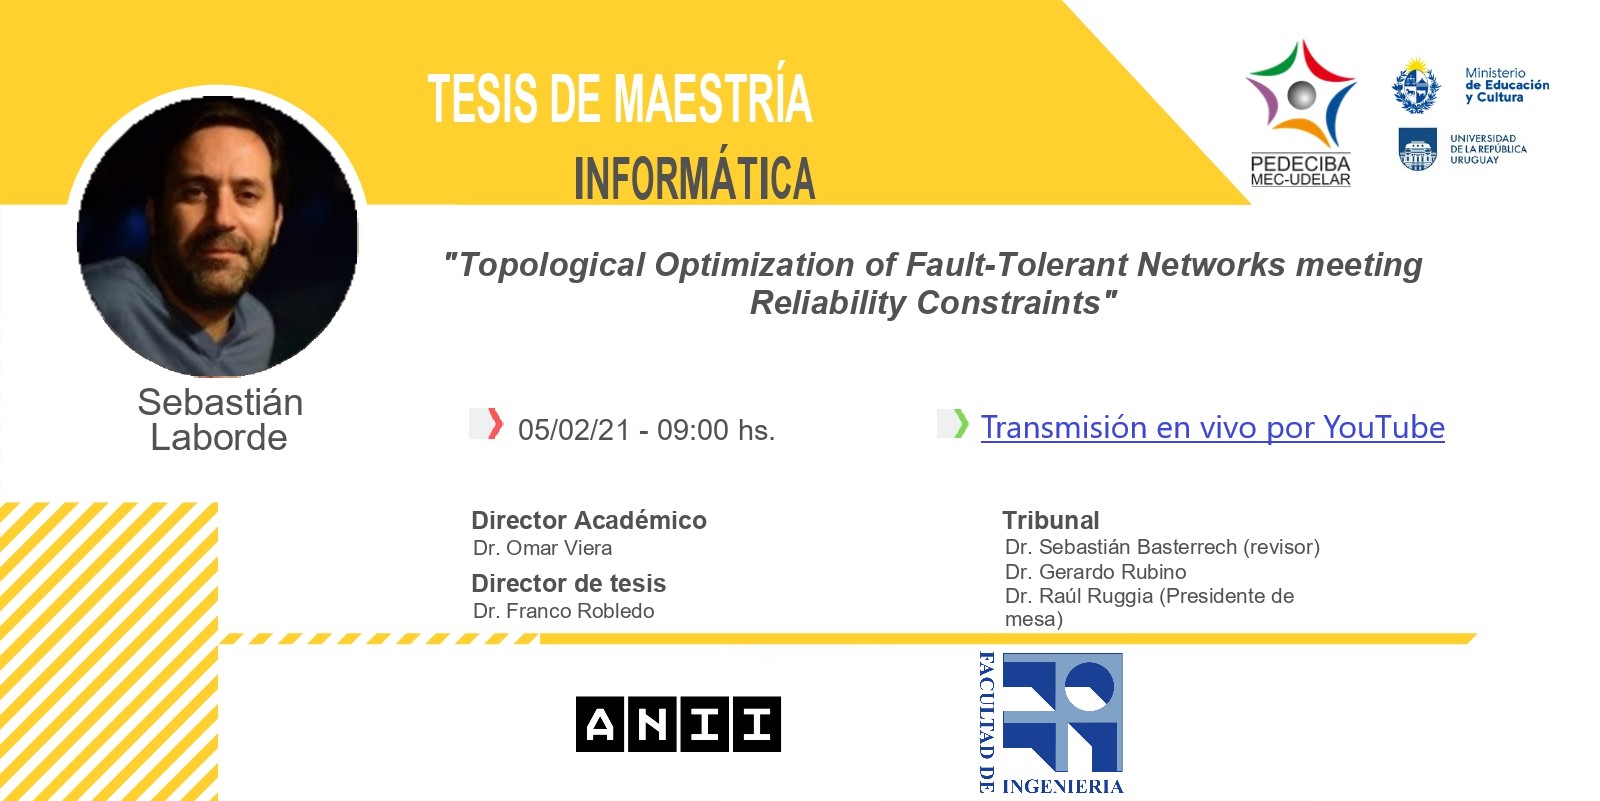 TESIS DE MAESTRÍA
INFORMÁTICA
PEDECIBA
MEC-UDELAR
Ministerio
de Educación
y Cultura
UNIVERSIDAD
DE LA REPÚBLICA
URUGUAY
"Topological Optimization of Fault-Tolerant Networks meeting
Reliability Constraints"
Sebastián
Laborde
05/02/21 - 09:00 hs.
Transmisión en vivo por YouTube
Director Académico
Dr. Omar Viera
Director de tesis
Dr. Franco Robledo
Tribunal
Dr. Sebastián Basterrech (revisor)
Dr. Gerardo Rubino
Dr. Raúl Ruggia (Presidente de
mesa)
ANII
FACULTAD DE
INGENIERIA